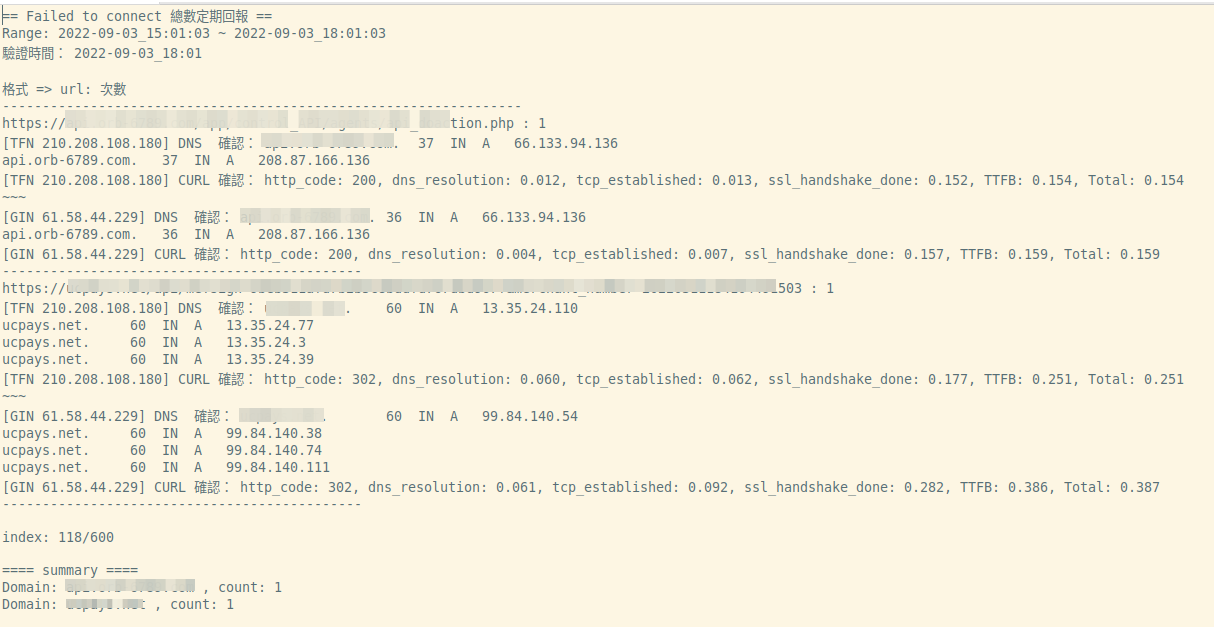 == Failed to connect 總數定期回報 ==
Range: 2022-09-03_15:01:03 ~ 2022-09-03_18:01:03
驗證時間： 2022-09-03_18:01
格式 => url: 次數
-----------------------------------------------------------------
https:// tion.php : 1
[TFN 210.208.108.180] DNS 確認： . 37 IN A 66.133.94.136
api.orb-6789.com. 37 IN A 208.87.166.136
[TFN 210.208.108.180] CURL 確認： http_code: 200, dns_resolution: 0.012, tcp_established: 0.013, ssl_handshake_done: 0.152, TTFB: 0.154, Total: 0.154
~~~
[GIN 61.58.44.229] DNS 確認： . 36 IN A 66.133.94.136
api.orb-6789.com. 36 IN A 208.87.166.136
[GIN 61.58.44.229] CURL 確認： http_code: 200, dns_resolution: 0.004, tcp_established: 0.007, ssl_handshake_done: 0.157, TTFB: 0.159, Total: 0.159
---------------------------------------------
https:// 503 : 1
[TFN 210.208.108.180] DNS 確認： . 60 IN A 13.35.24.110
ucpays.net. 60 IN A 13.35.24.77
ucpays.net. 60 IN A 13.35.24.3
ucpays.net. 60 IN A 13.35.24.39
[TFN 210.208.108.180] CURL 確認： http_code: 302, dns_resolution: 0.060, tcp_established: 0.062, ssl_handshake_done: 0.177, TTFB: 0.251, Total: 0.251
~~~
[GIN 61.58.44.229] DNS 確認： . 60 IN A 99.84.140.54
ucpays.net. 60 IN A 99.84.140.38
ucpays.net. 60 IN A 99.84.140.74
ucpays.net. 60 IN A 99.84.140.111
[GIN 61.58.44.229] CURL 確認： http_code: 302, dns_resolution: 0.061, tcp_established: 0.092, ssl_handshake_done: 0.282, TTFB: 0.386, Total: 0.387
---------------------------------------------
index: 118/600
==== summary ====
Domain: , count: 1
Domain: , count: 1